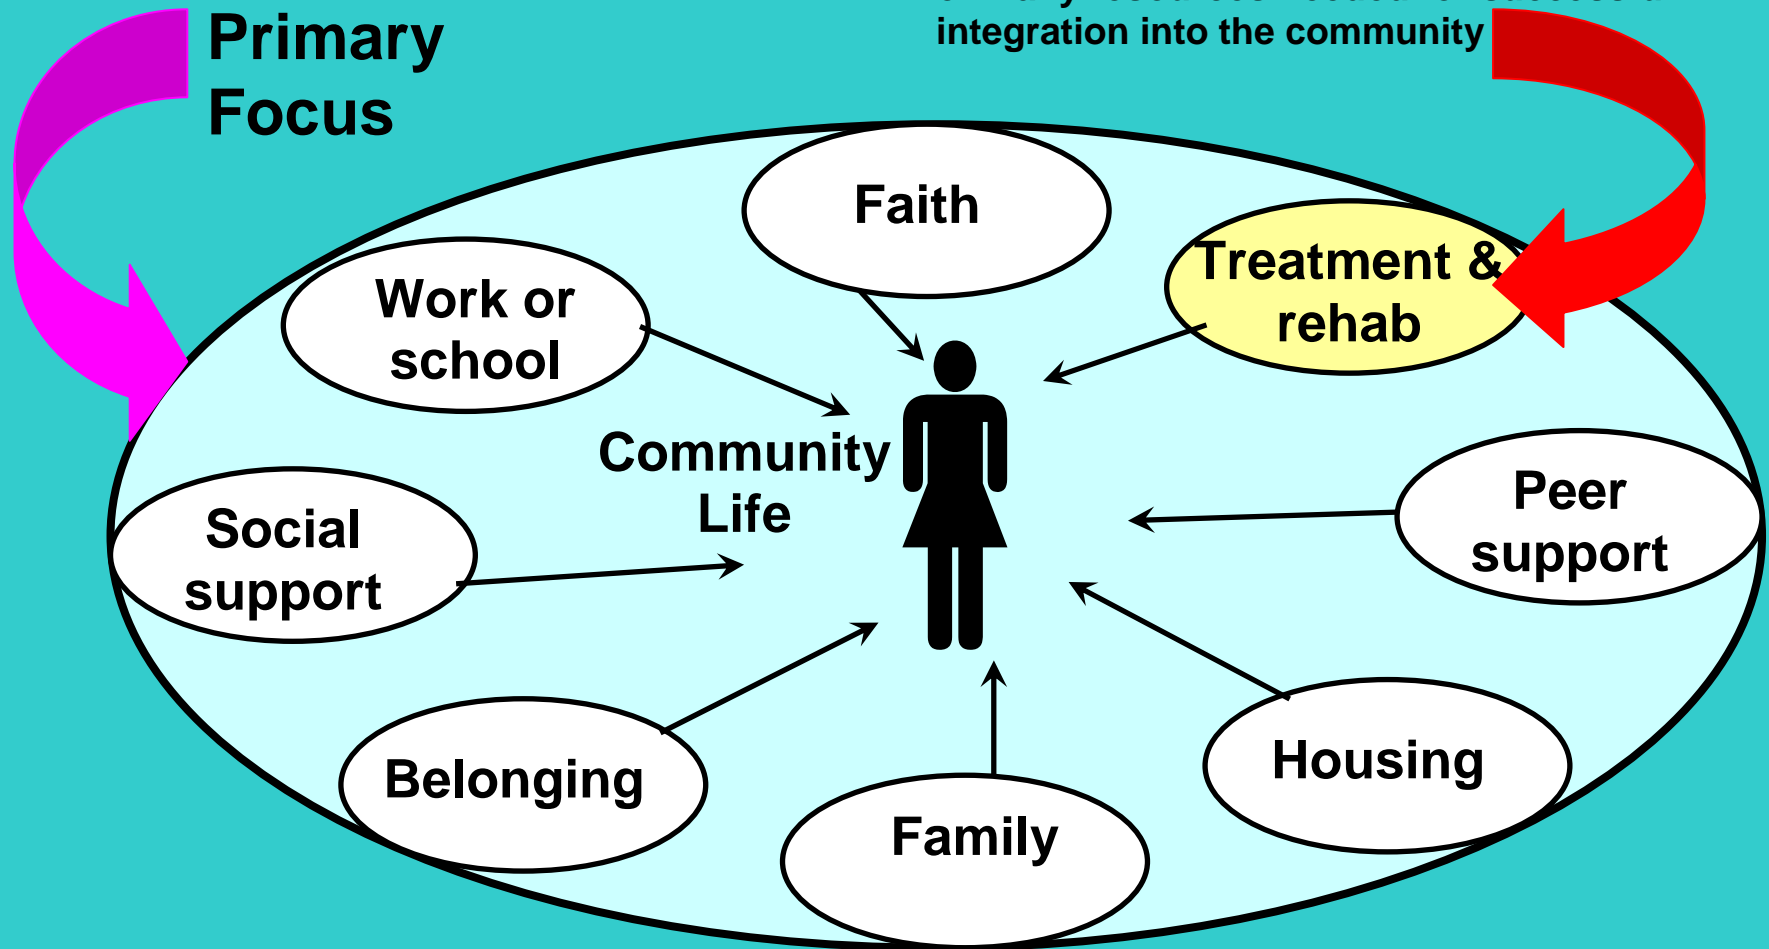 Primary
Focus
integration into the community
Faith
Treatment &
rehab
Work or
school
Community
Life
Peer
support
Social
support
Housing
Belonging
Family